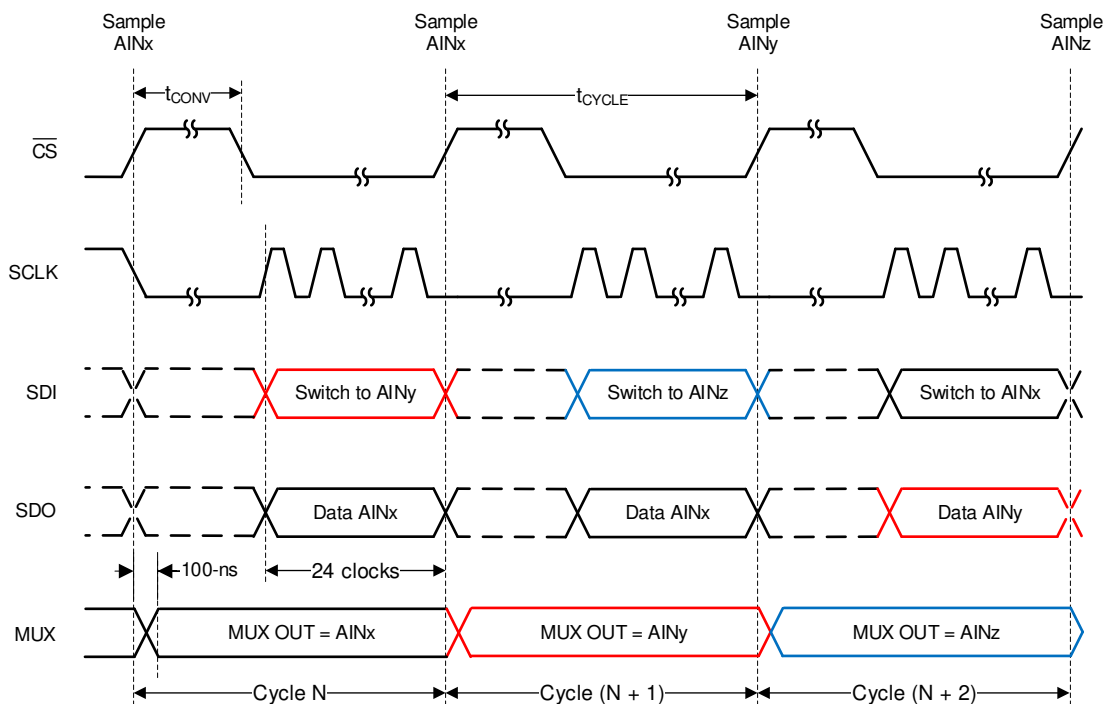 Sample Sample Sample Sample
AINx AINx AINy AINz
tCONV tCYCLE
CS
SCLK
SDI Switch to AINy Switch to AINz Switch to AINx
SDO Data AINx Data AINx Data AINy
100-ns 24 clocks
MUX MUX OUT = AINx MUX OUT = AINy MUX OUT = AINz
Cycle N Cycle (N + 1) Cycle (N + 2)